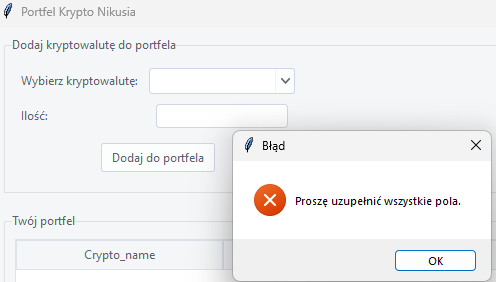 Portfel Krypto Nikusia
Dodaj kryptowalutę do portfela
Wybierz kryptowalutę:
Ilość:
Dodaj do portfela
Błąd
Proszę uzupełnić wszystkie pola.
OK
Twój portfel
Crypto_name